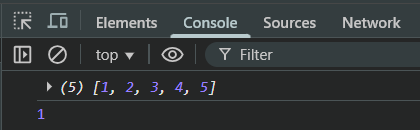 Elements Console Sources Network
top Filter
(5) [1, 2, 3, 4, 5]
1